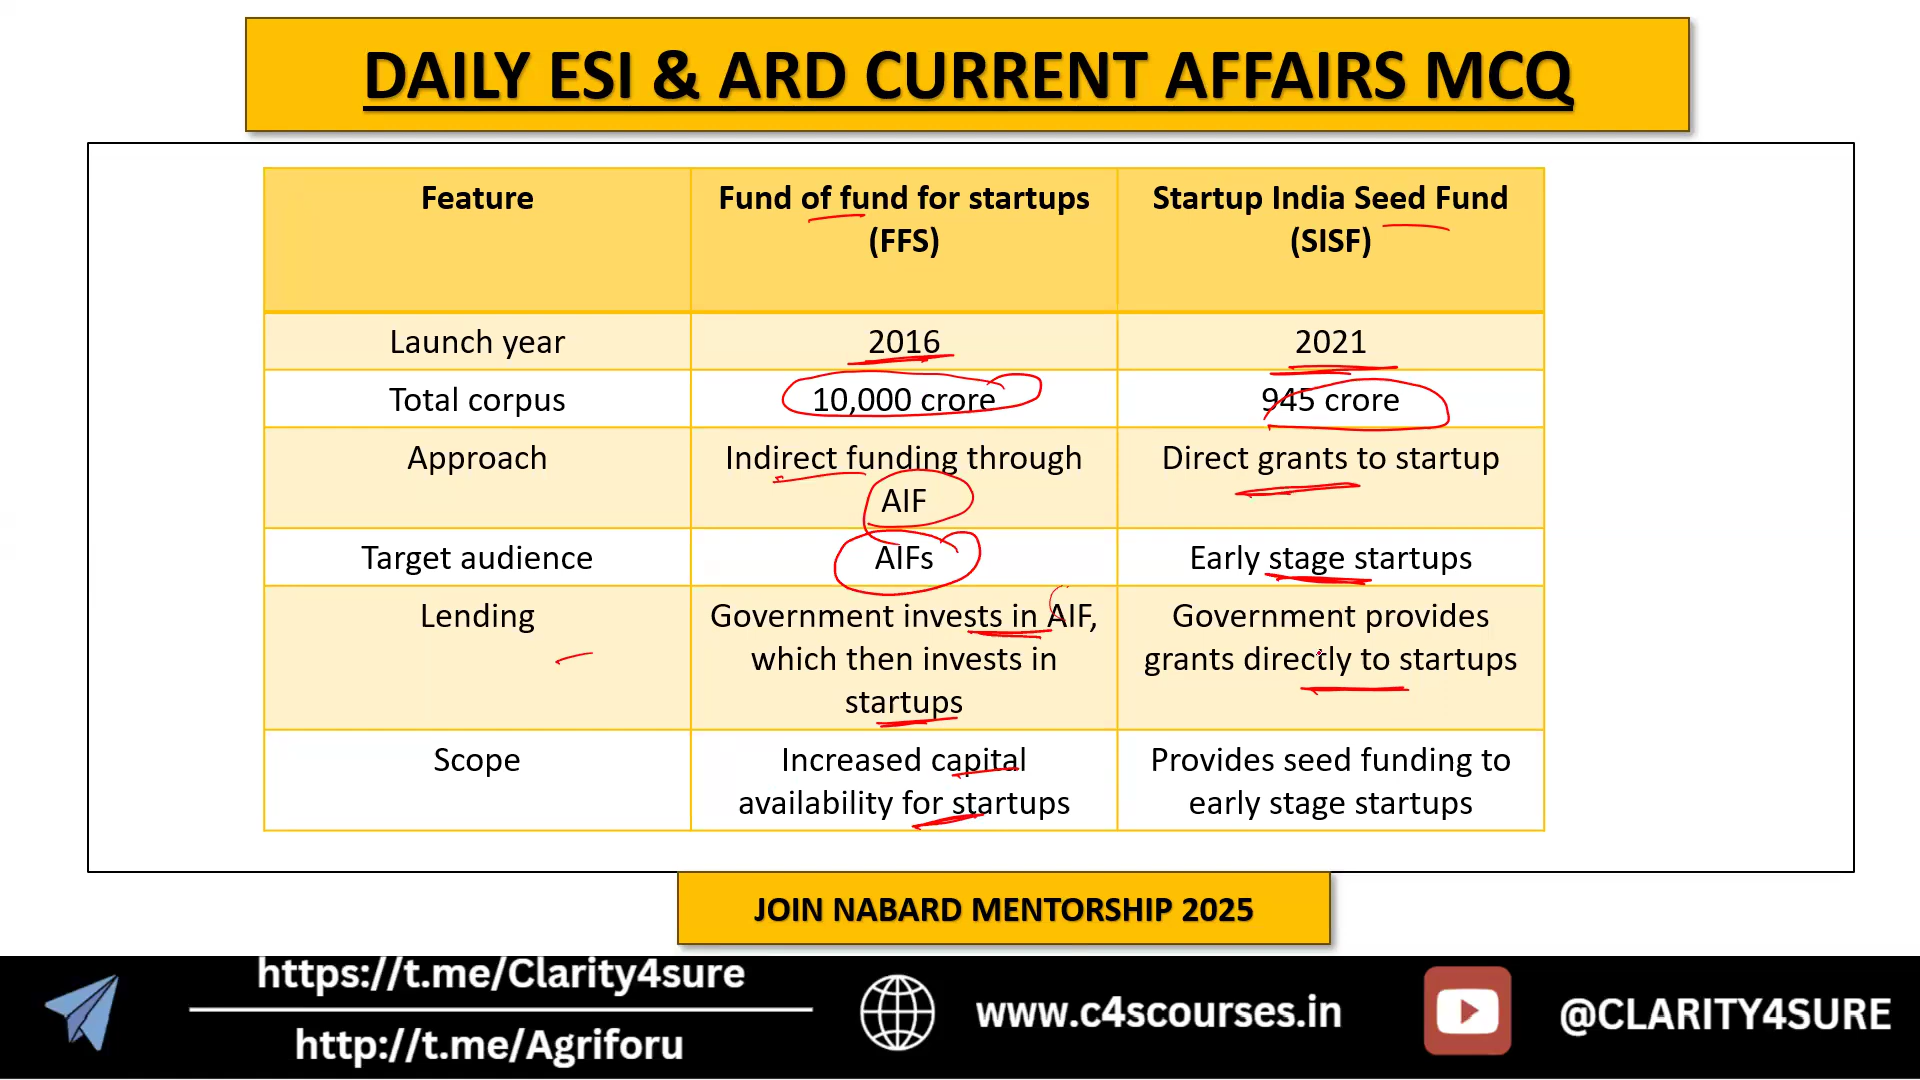 DAILY ESI & ARD CURRENT AFFAIRS MCQ
Feature
Fund of fund for startups
(FFS)
Startup India Seed Fund
(SISF)
Launch year
2016
2021
Total corpus
10,000 crore
945 crore
Approach
Indirect funding through
AIF
Direct grants to startup
Target audience
AIFs
Early stage startups
Lending
Government invests in AIF,
which then invests in
startups
Government provides
grants directly to startups
Scope
Increased capital
availability for startups
Provides seed funding to
early stage startups
JOIN NABARD MENTORSHIP 2025
https://t.me/Clarity4sure
http://t.me/Agriforu
www.c4scourses.in
@CLARITY4SURE